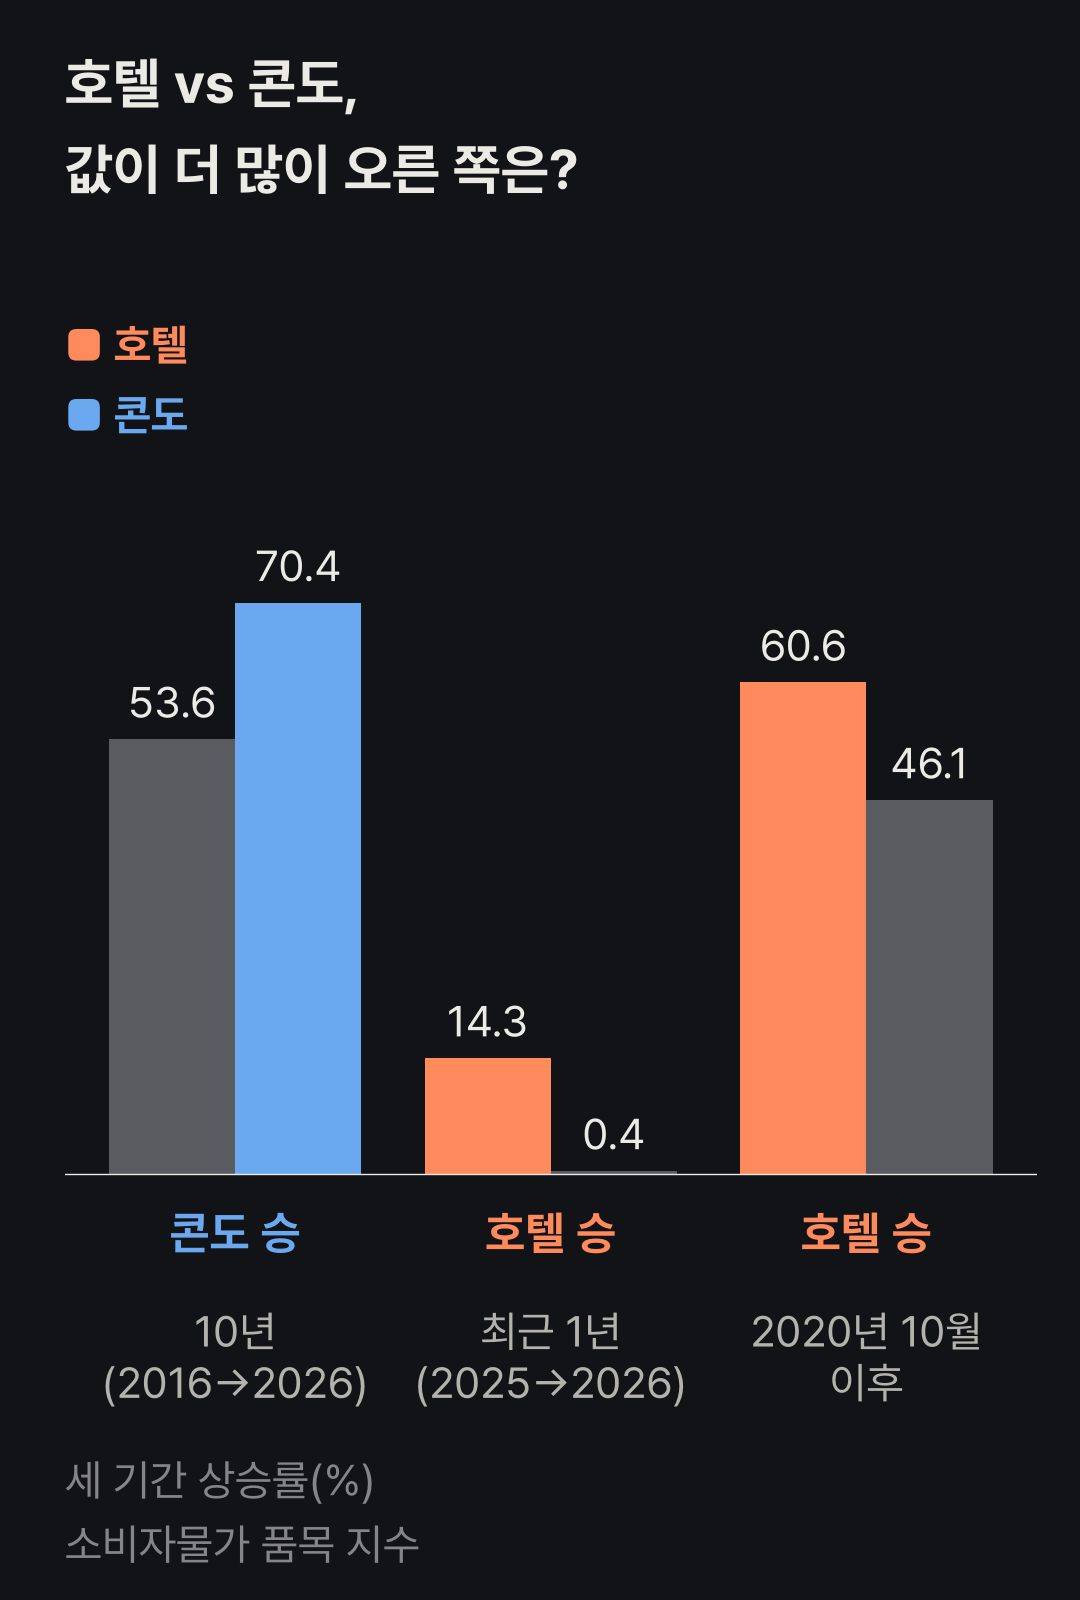 호텔 vs 콘도,
값이 더 많이 오른 쪽은?
호텔
콘도
70.4
53.6
60.6
46.1
14.3
0.4
콘도 승
호텔 승
호텔 승
10년
(2016→2026)
최근 1년
(2025→2026)
2020년 10월
이후
세 기간 상승률(%)
소비자물가 품목 지수